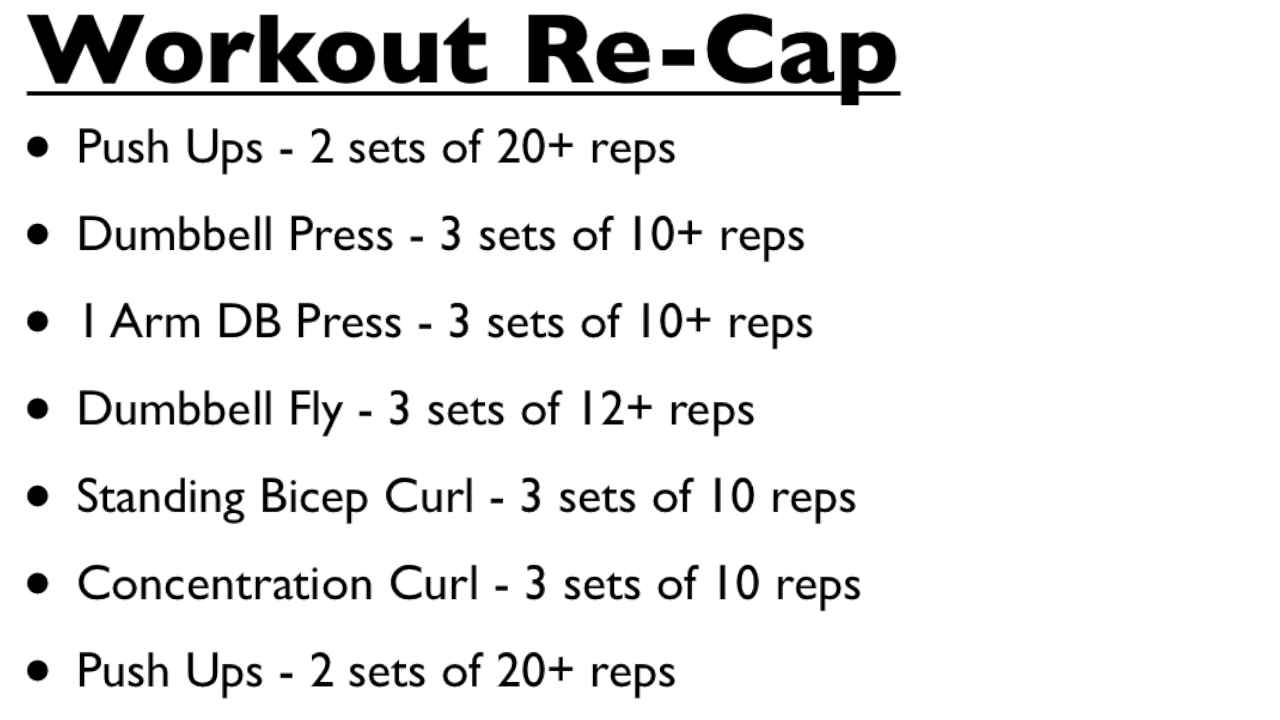 Workout Re-Cap
• Push Ups - 2 sets of 20+ reps
• Dumbbell Press - 3 sets of 10+ reps
• 1 Arm DB Press - 3 sets of 10+ reps
• Dumbbell Fly - 3 sets of 12+ reps
• Standing Bicep Curl - 3 sets of 10 reps
• Concentration Curl - 3 sets of 10 reps
• Push Ups - 2 sets of 20+ reps